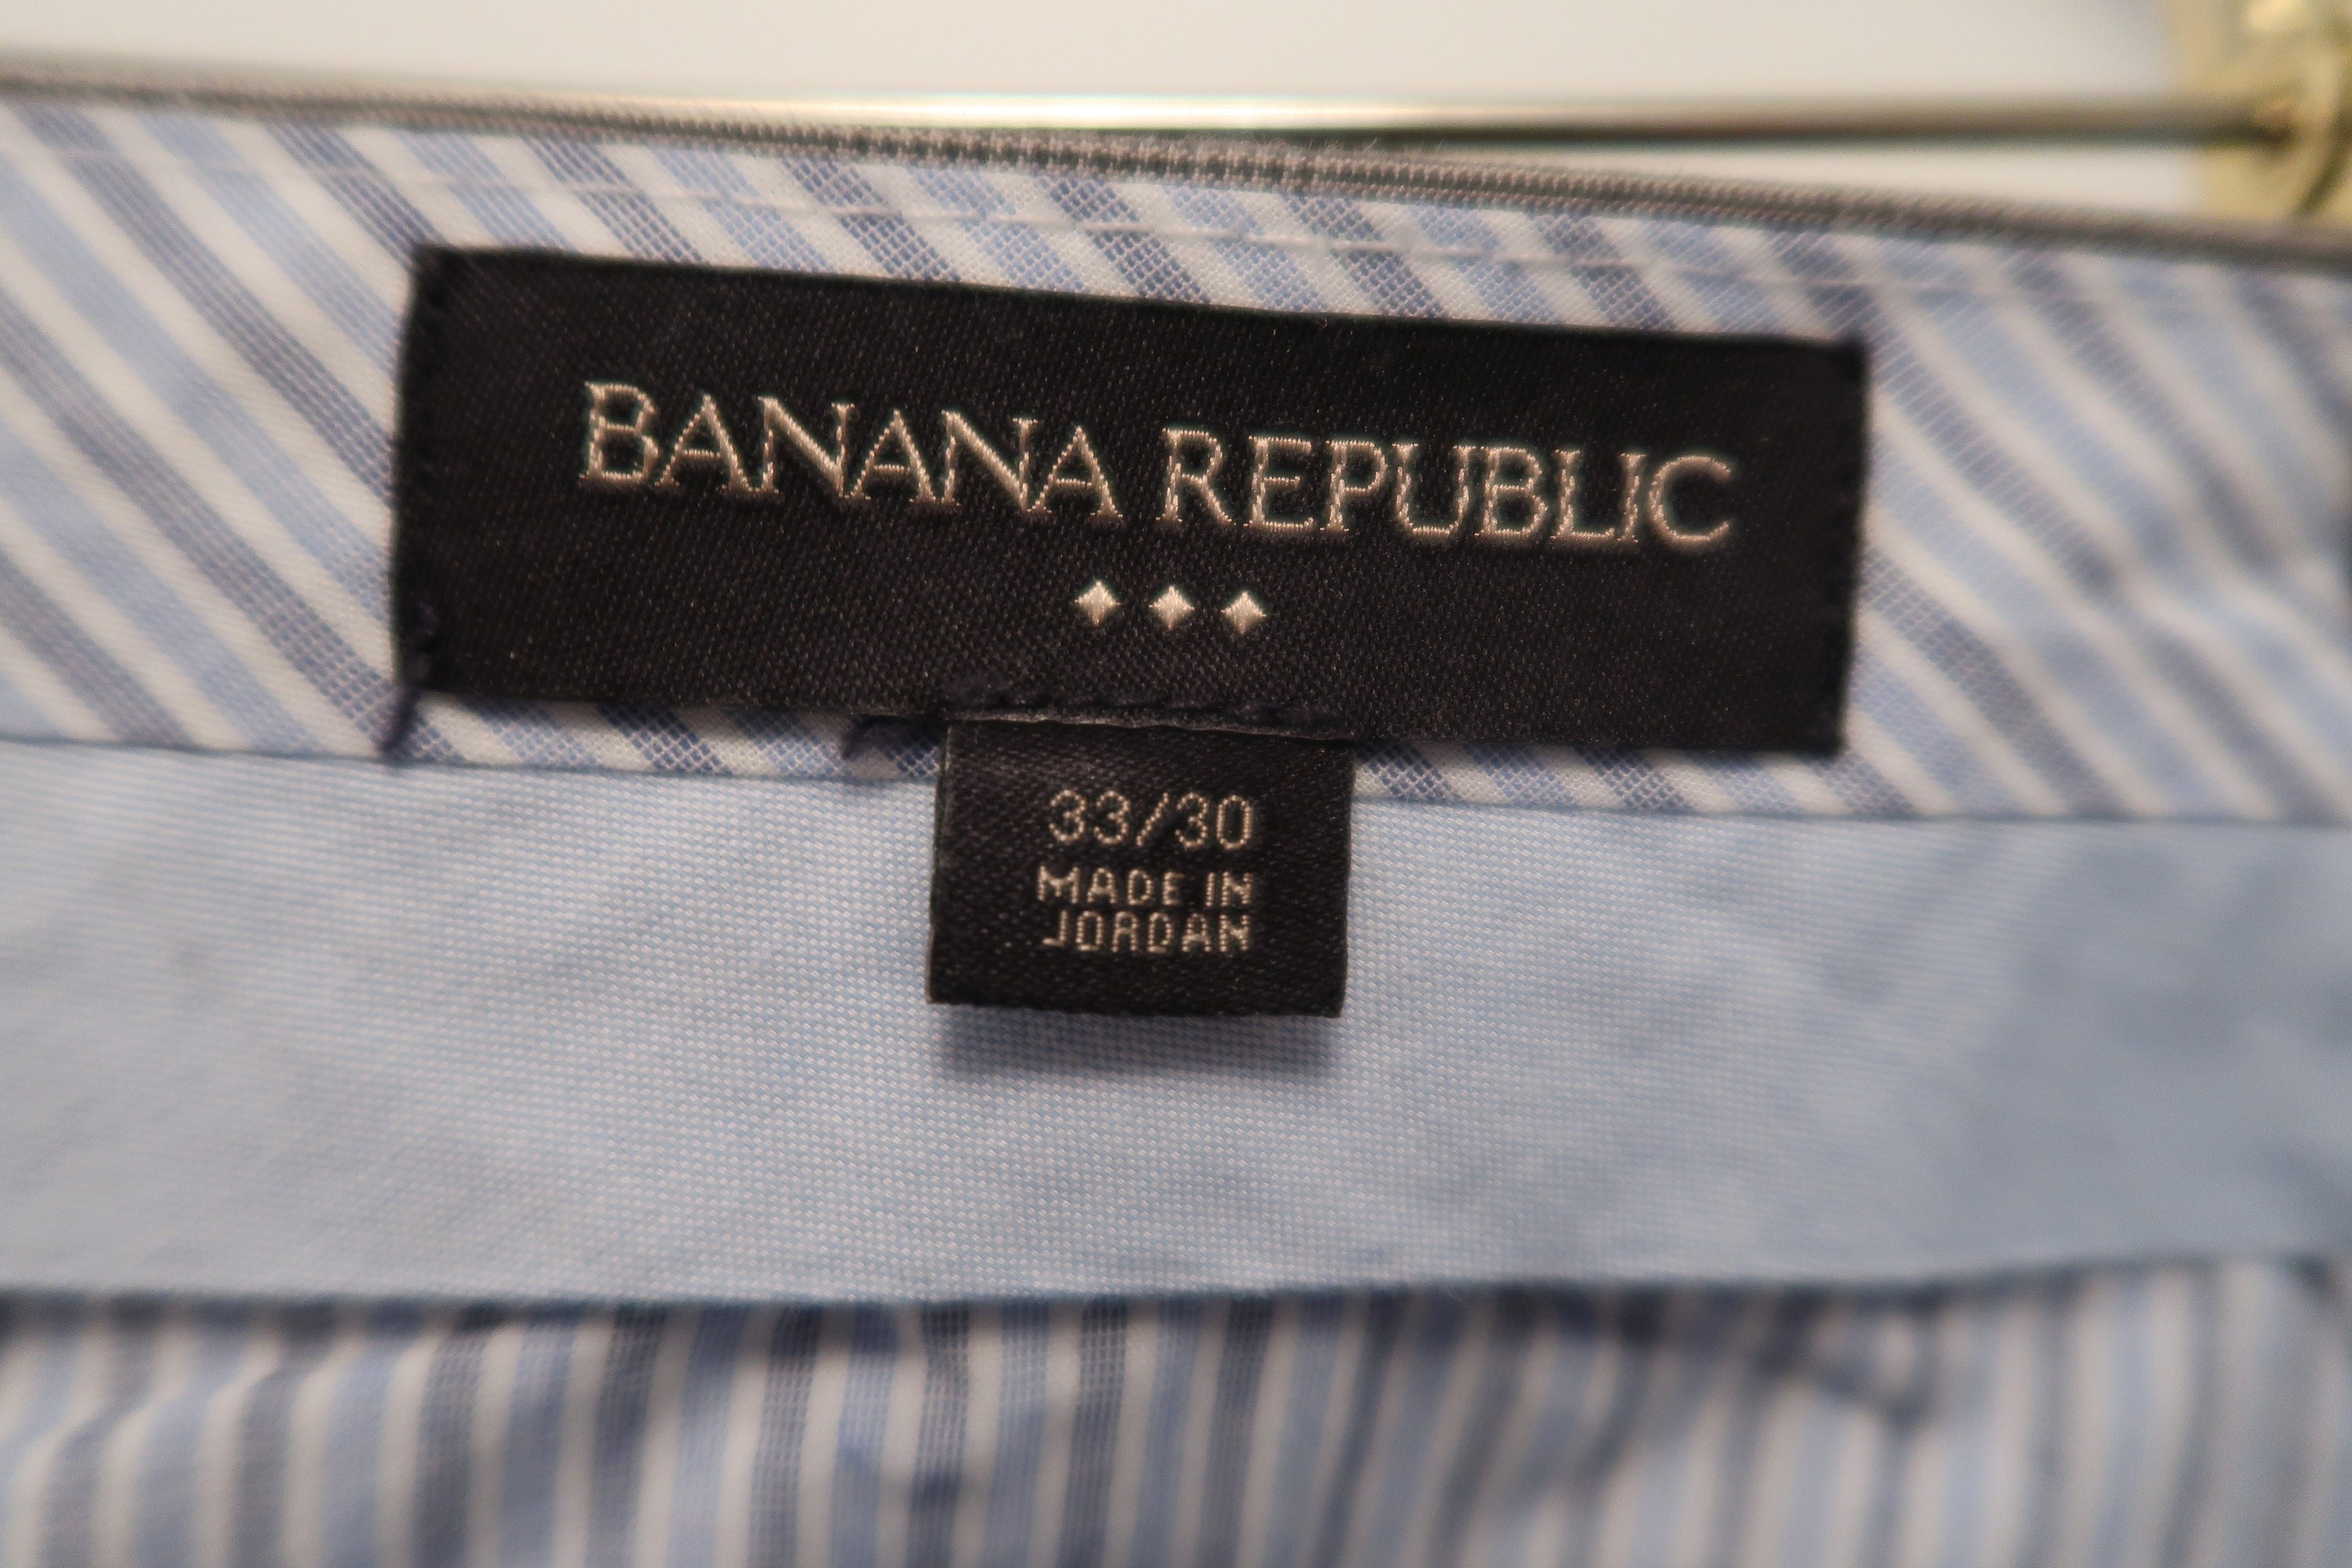 BANANA REPUBLIC
33/30
MADE IN
JORDAN